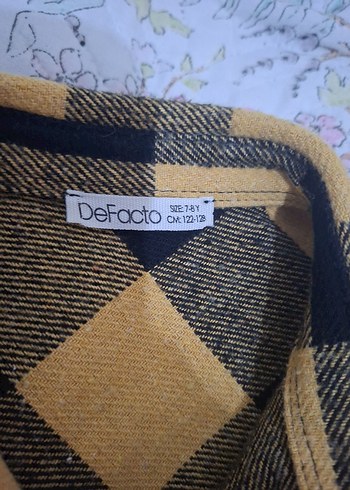 DeFacto
SIZE: 7-8 Y
CM: 122-128